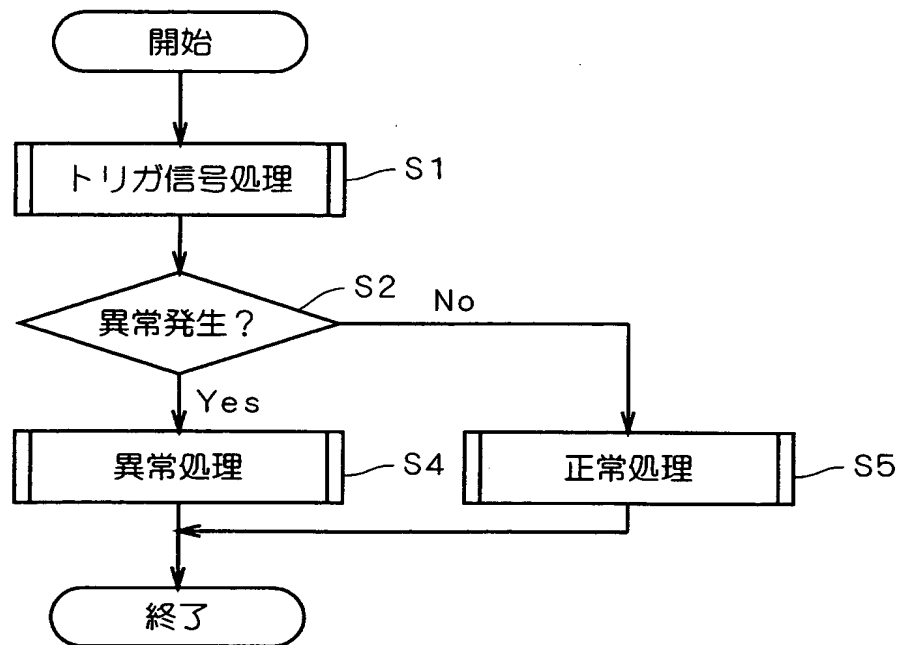 開始
トリガ信号処理
S1
異常発生？
S2
No
Yes
異常処理
S4
正常処理
S5
終了